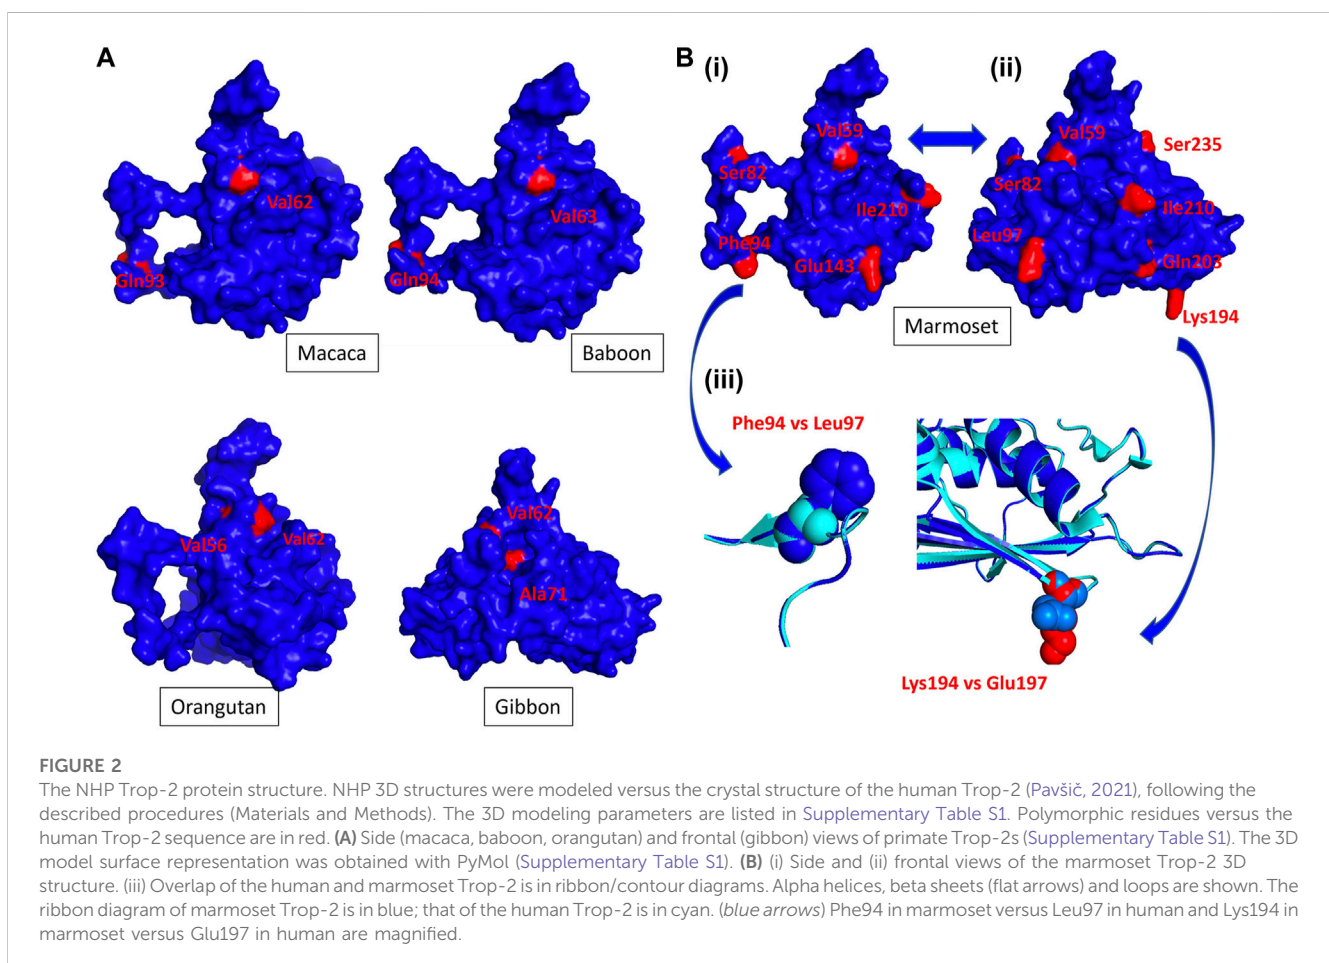 A
Val62
Gln93
Macaca
Val63
Gln94
Baboon
B
(i)
Val59
Ser82
Ile210
Phe94
Glu143
(ii)
Val59
Ser235
Ser82
Ile210
Leu97
Gln203
Lys194
Marmoset
Val56
Val62
Orangutan
Val62
Ala71
Gibbon
(iii)
Phe94 vs Leu97
Lys194 vs Glu197
FIGURE 2
The NHP Trop-2 protein structure. NHP 3D structures were modeled versus the crystal structure of the human Trop-2 (Pavšič, 2021), following the
described procedures (Materials and Methods). The 3D modeling parameters are listed in Supplementary Table S1. Polymorphic residues versus the
human Trop-2 sequence are in red. (A) Side (macaca, baboon, orangutan) and frontal (gibbon) views of primate Trop-2s (Supplementary Table S1). The 3D
model surface representation was obtained with PyMol (Supplementary Table S1). (B) (i) Side and (ii) frontal views of the marmoset Trop-2 3D
structure. (iii) Overlap of the human and marmoset Trop-2 is in ribbon/contour diagrams. Alpha helices, beta sheets (flat arrows) and loops are shown. The
ribbon diagram of marmoset Trop-2 is in blue; that of the human Trop-2 is in cyan. (blue arrows) Phe94 in marmoset versus Leu97 in human and Lys194 in
marmoset versus Glu197 in human are magnified.